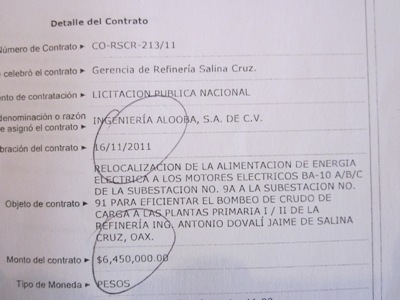 Detalle del Contrato
Número de Contrato ▸ CO-RSCR-213/11
celebró el contrato ▸ Gerencia de Refinería Salina Cruz.
nto de contratación ▸ LICITACION PUBLICA NACIONAL
denominación o razón
e asignó el contrato ▸ INGENIERÍA ALOOBA, S.A. DE C.V.
bración del contrato ▸ 16/11/2011
Objeto de contrato ▸ RELOCALIZACION DE LA ALIMENTACION DE ENERGIA
ELECTRICA A LOS MOTORES ELECTRICOS BA-10 A/B/C
DE LA SUBESTACION NO. 9A A LA SUBESTACION NO.
91 PARA EFICIENTAR EL BOMBEO DE CRUDO DE
CARGA A LAS PLANTAS PRIMARIA I / II DE LA
REFINERÍA ING. ANTONIO DOVALÍ JAIME DE SALINA
CRUZ, OAX.
Monto del contrato ▸ $6,450,000.00
Tipo de Moneda ▸ PESOS